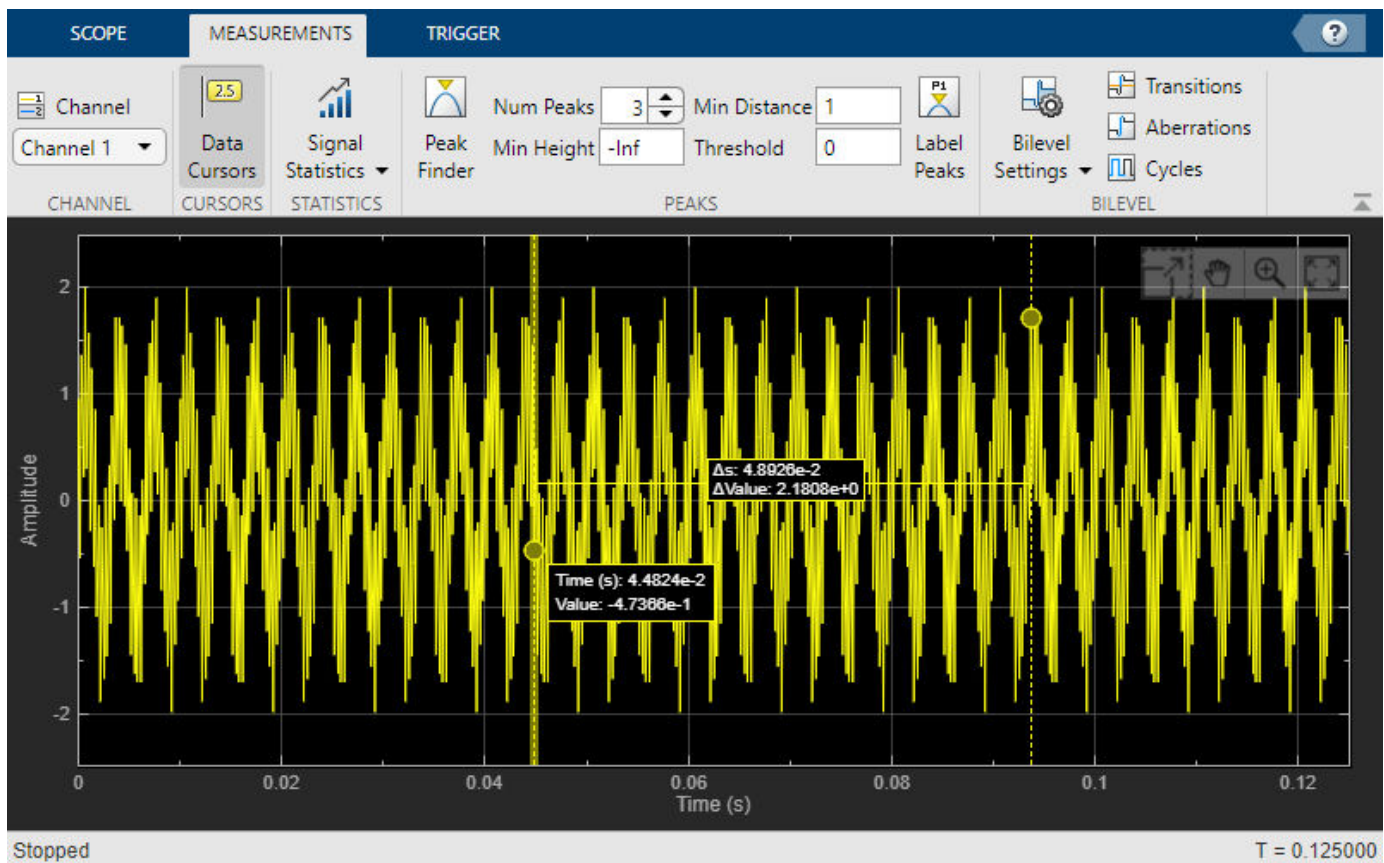 SCOPE MEASUREMENTS TRIGGER ?
Channel
Channel 1
CHANNEL
2.5
Data
Cursors
CURSORS
Signal
Statistics
STATISTICS
Peak
Finder
Num Peaks 3 Min Distance 1
Min Height -Inf Threshold 0
P1
Label
Peaks
PEAKS
Bilevel
Settings
Transitions
Aberrations
Cycles
BILEVEL
Amplitude
2
1
0
-1
-2
Δs: 4.8926e-2
ΔValue: 2.1808e+0
Time (s): 4.4824e-2
Value: -4.7366e-1
0 0.02 0.04 0.06 0.08 0.1 0.12
Time (s)
Stopped T = 0.125000